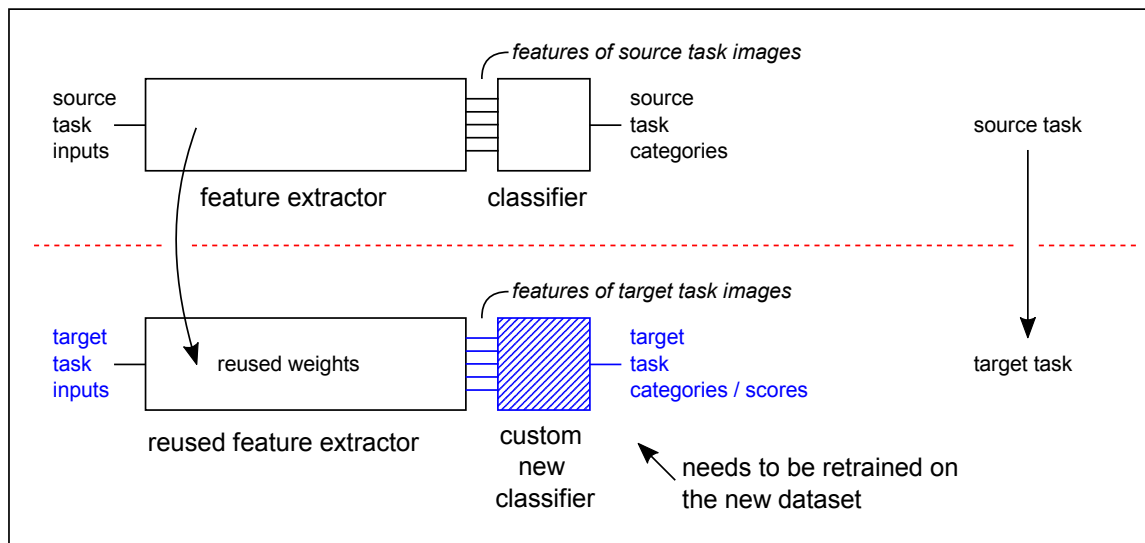 features of source task images
source
task
inputs
source
task
categories
source task
feature extractor
classifier
features of target task images
target
task
inputs
reused weights
target
task
categories / scores
target task
reused feature extractor
custom
new
classifier
needs to be retrained on
the new dataset